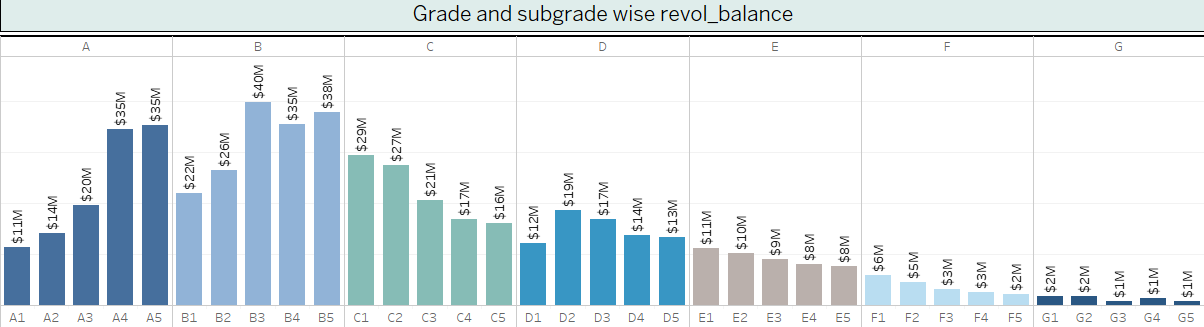 Grade and subgrade wise revol_balance
A B C D E F G
$11M $14M $20M $35M $35M $22M $26M $40M $35M $38M $29M $27M $21M $17M $16M $12M $19M $17M $14M $13M $11M $10M $9M $8M $8M $6M $5M $3M $3M $2M $2M $2M $1M $1M $1M
A1 A2 A3 A4 A5 B1 B2 B3 B4 B5 C1 C2 C3 C4 C5 D1 D2 D3 D4 D5 E1 E2 E3 E4 E5 F1 F2 F3 F4 F5 G1 G2 G3 G4 G5